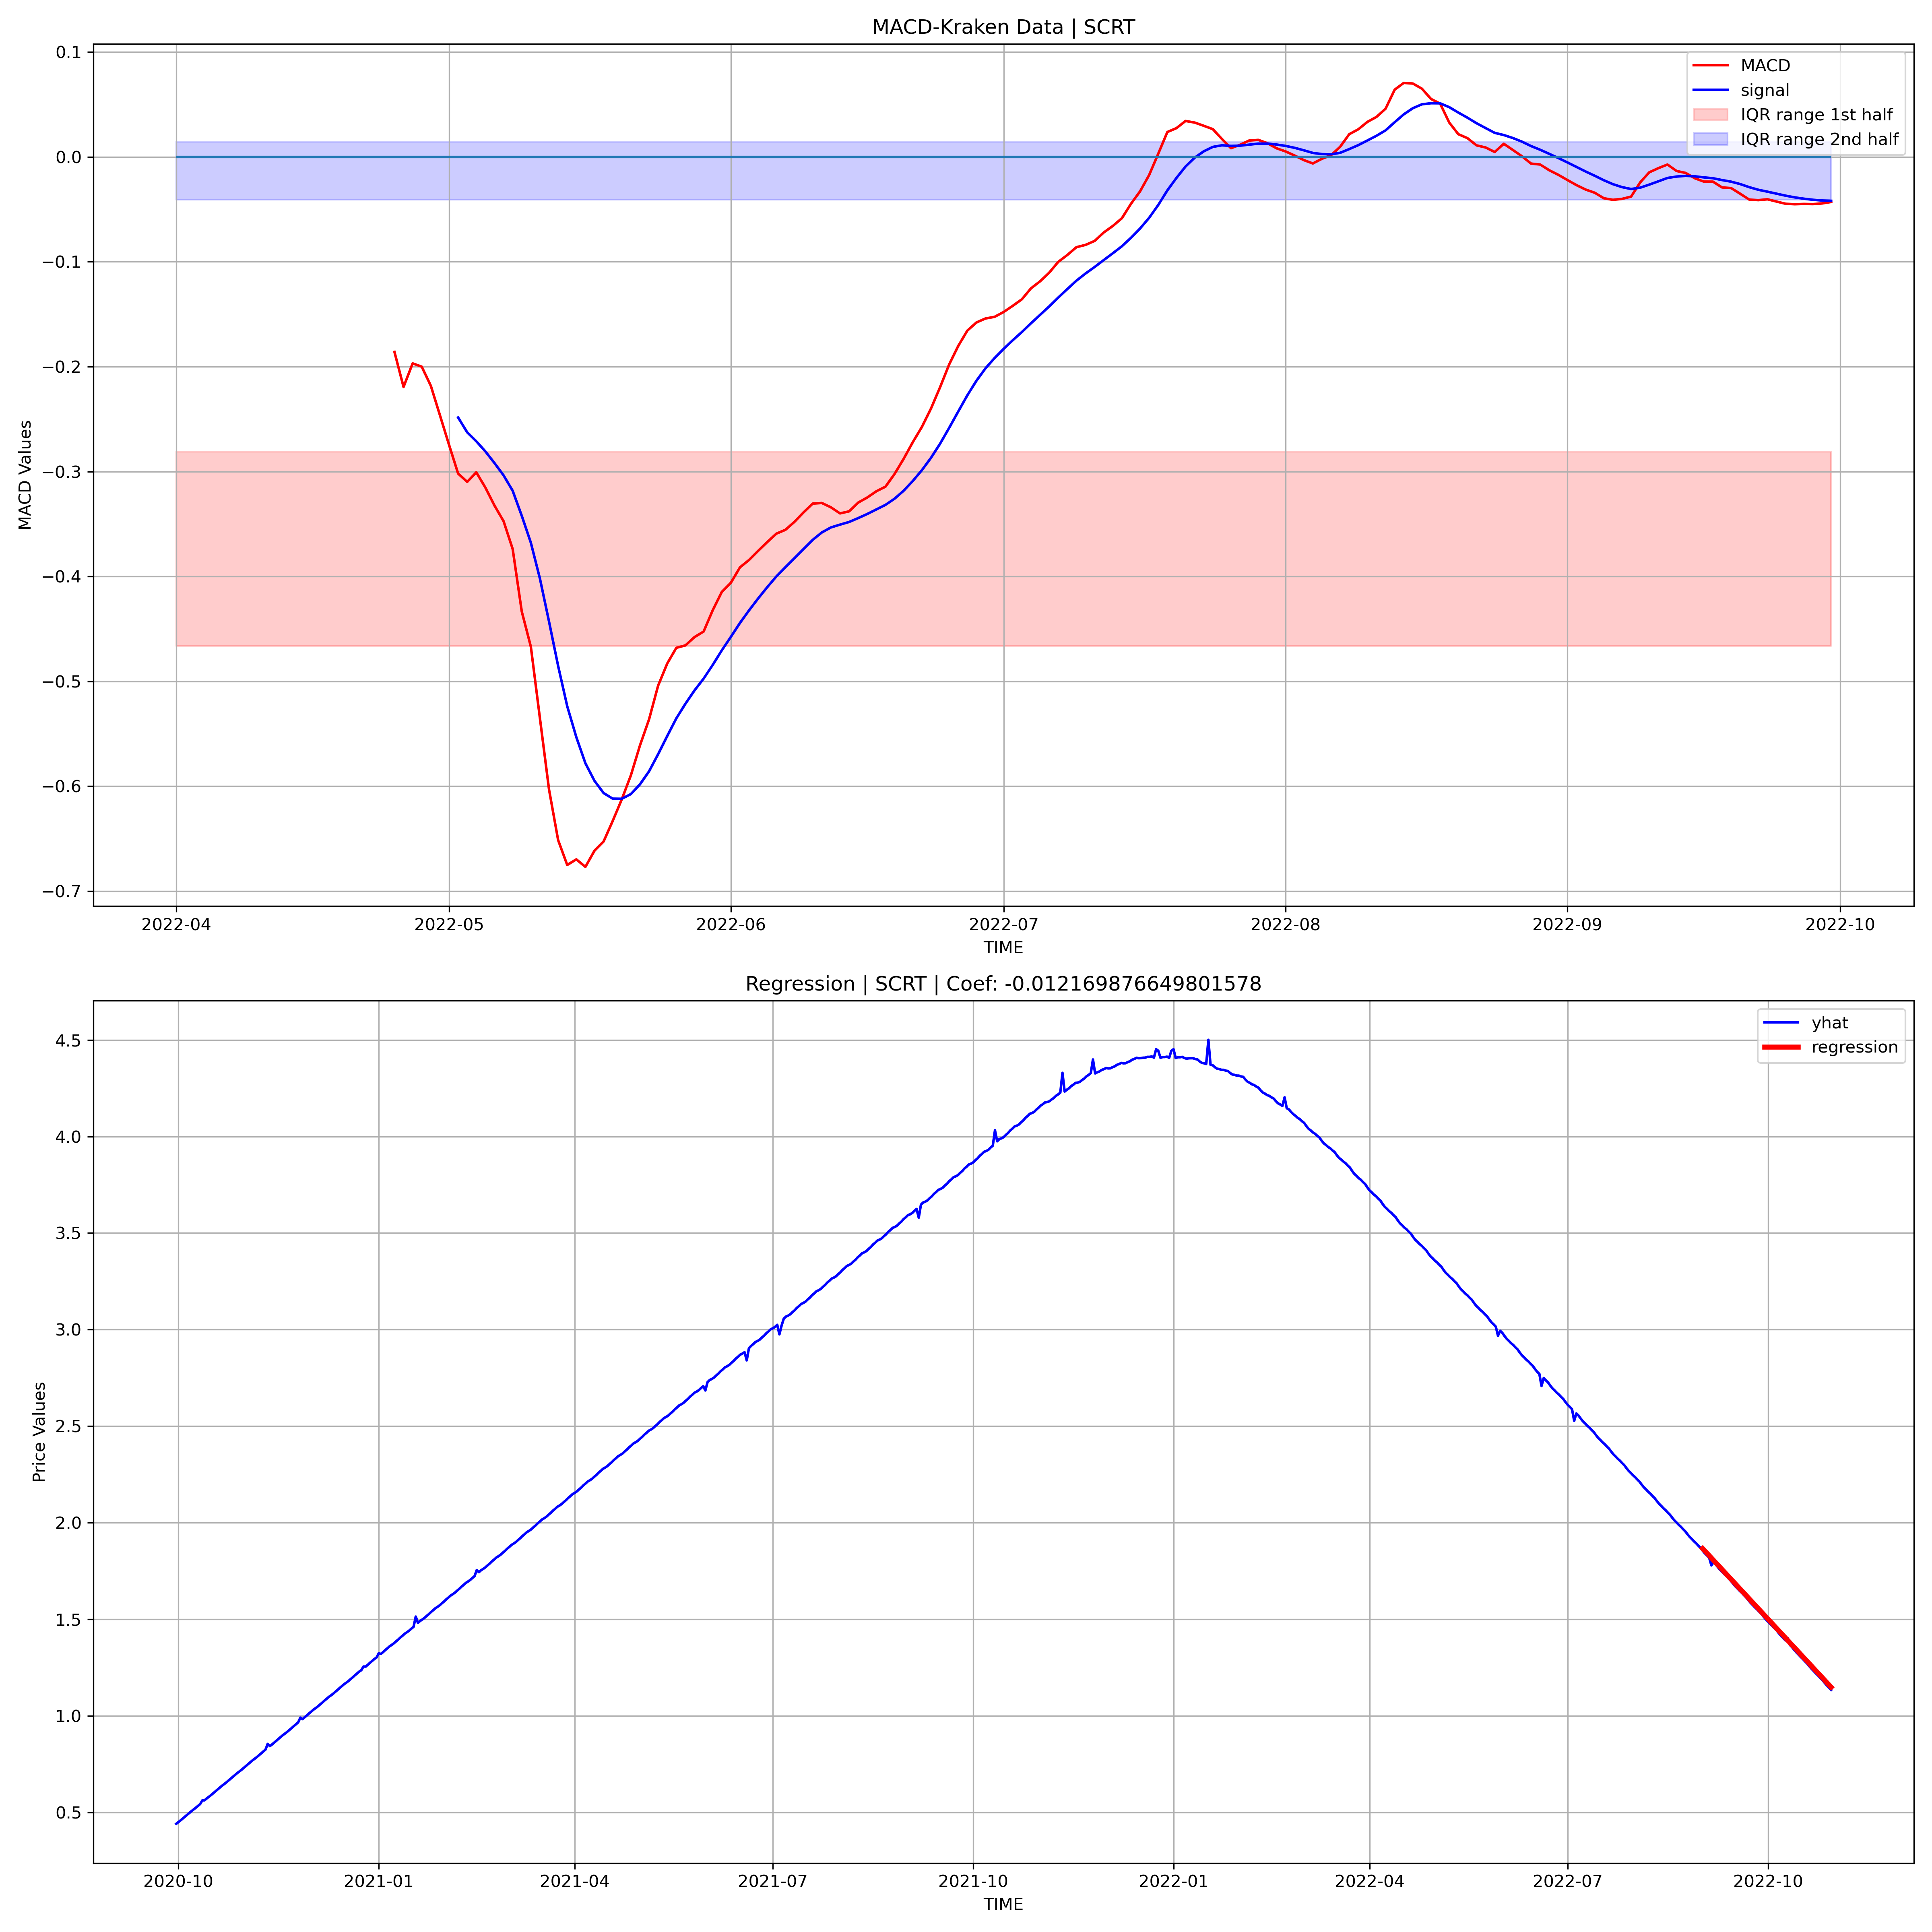 MACD-Kraken Data | SCRT
MACD
signal
IQR range 1st half
IQR range 2nd half
0.1
0.0
−0.1
−0.2
−0.3
−0.4
−0.5
−0.6
−0.7
MACD Values
2022-04 2022-05 2022-06 2022-07 2022-08 2022-09 2022-10
TIME
Regression | SCRT | Coef: -0.012169876649801578
yhat
regression
4.5
4.0
3.5
3.0
2.5
2.0
1.5
1.0
0.5
Price Values
2020-10 2021-01 2021-04 2021-07 2021-10 2022-01 2022-04 2022-07 2022-10
TIME